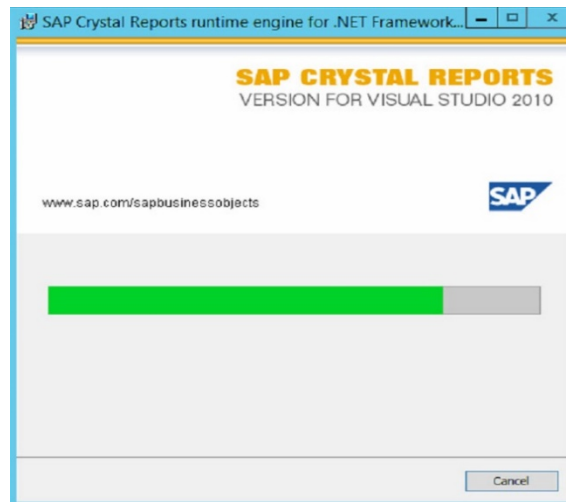 SAP Crystal Reports runtime engine for .NET Framework...
SAP CRYSTAL REPORTS
VERSION FOR VISUAL STUDIO 2010
www.sap.com/sapbusinessobjects
SAP
Cancel